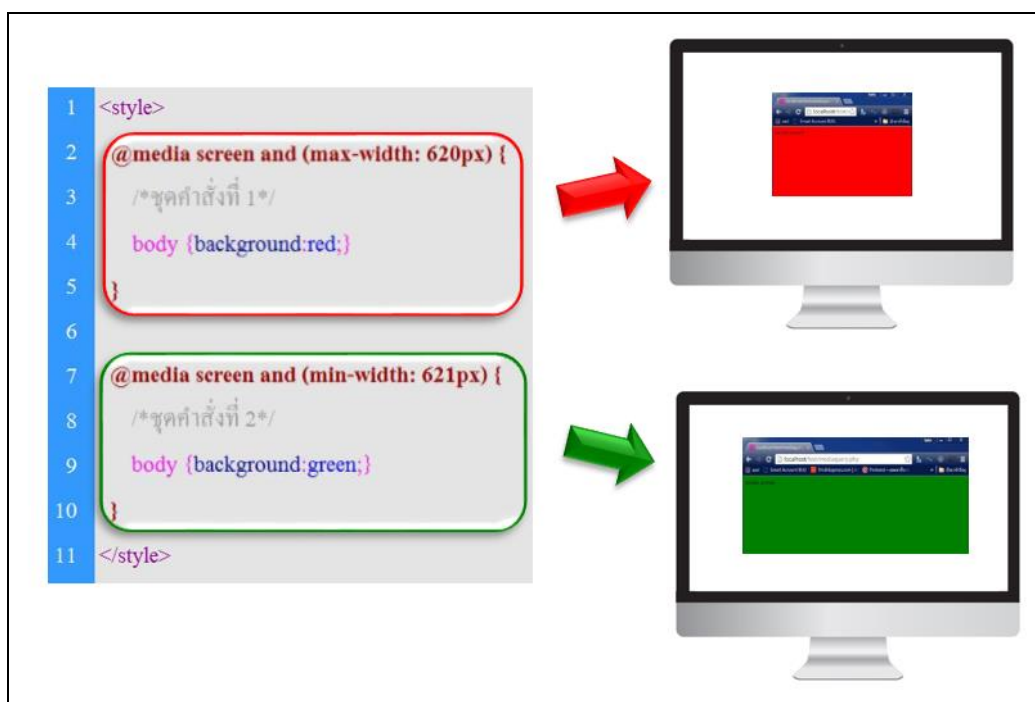 1 <style>
2 @media screen and (max-width: 620px) {
3 /*ชุดคำสั่งที่ 1*/
4 body {background:red;}
5 }
6
7 @media screen and (min-width: 621px) {
8 /*ชุดคำสั่งที่ 2*/
9 body {background:green;}
10 }
11 </style>
localhost
localhost